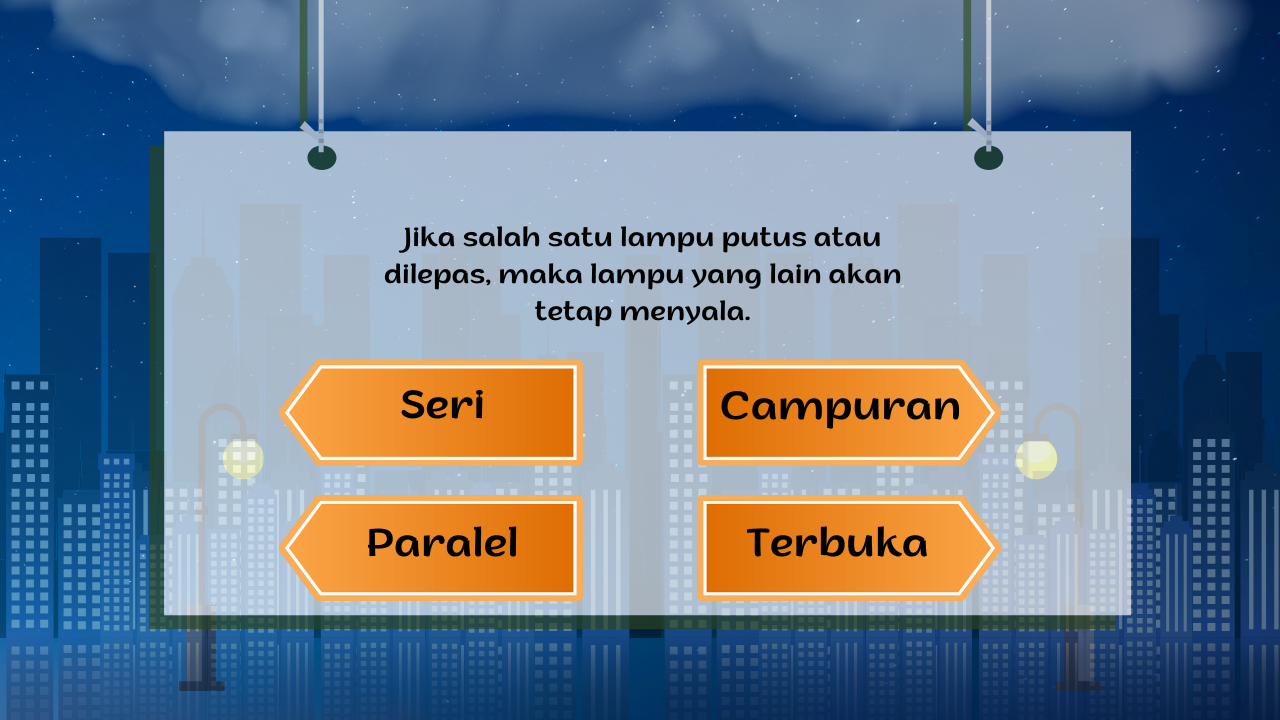 Jika salah satu lampu putus atau
dilepas, maka lampu yang lain akan
tetap menyala.
Seri
Campuran
Paralel
Terbuka